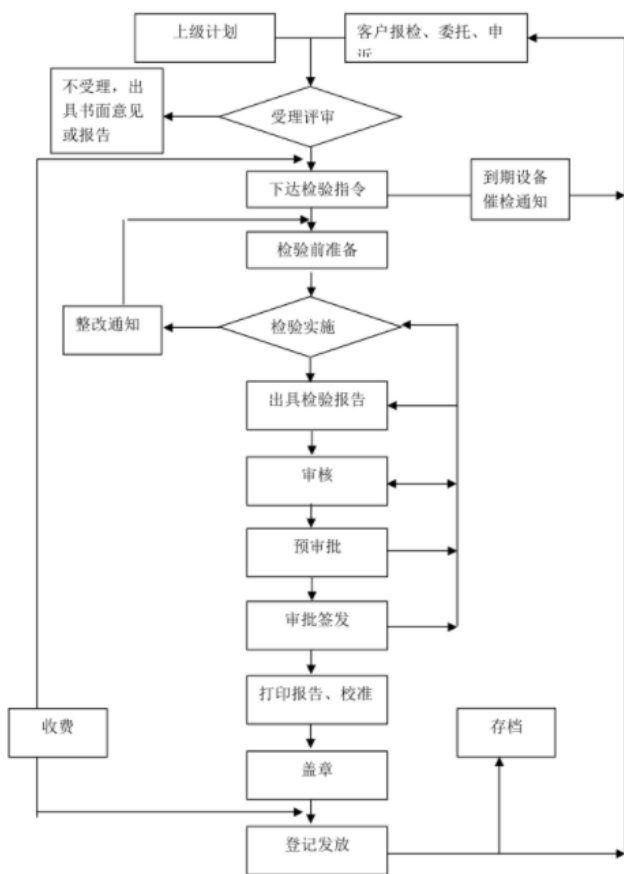 上级计划
客户报检、委托、申
不受理，出
具书面意见
或报告
受理评审
下达检验指令
到期设备
催检通知
检验前准备
整改通知
检验实施
出具检验报告
审核
预审批
审批签发
打印报告、校准
收费
存档
盖章
登记发放